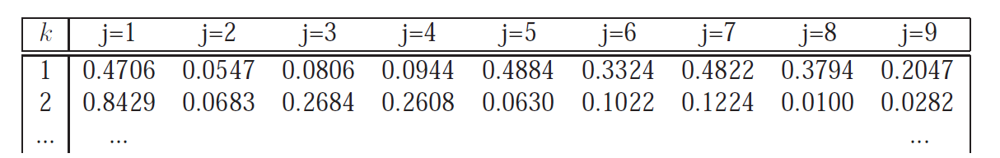 k j=1 j=2 j=3 j=4 j=5 j=6 j=7 j=8 j=9
1 0.4706 0.0547 0.0806 0.0944 0.4884 0.3324 0.4822 0.3794 0.2047
2 0.8429 0.0683 0.2684 0.2608 0.0630 0.1022 0.1224 0.0100 0.0282
... ... ...